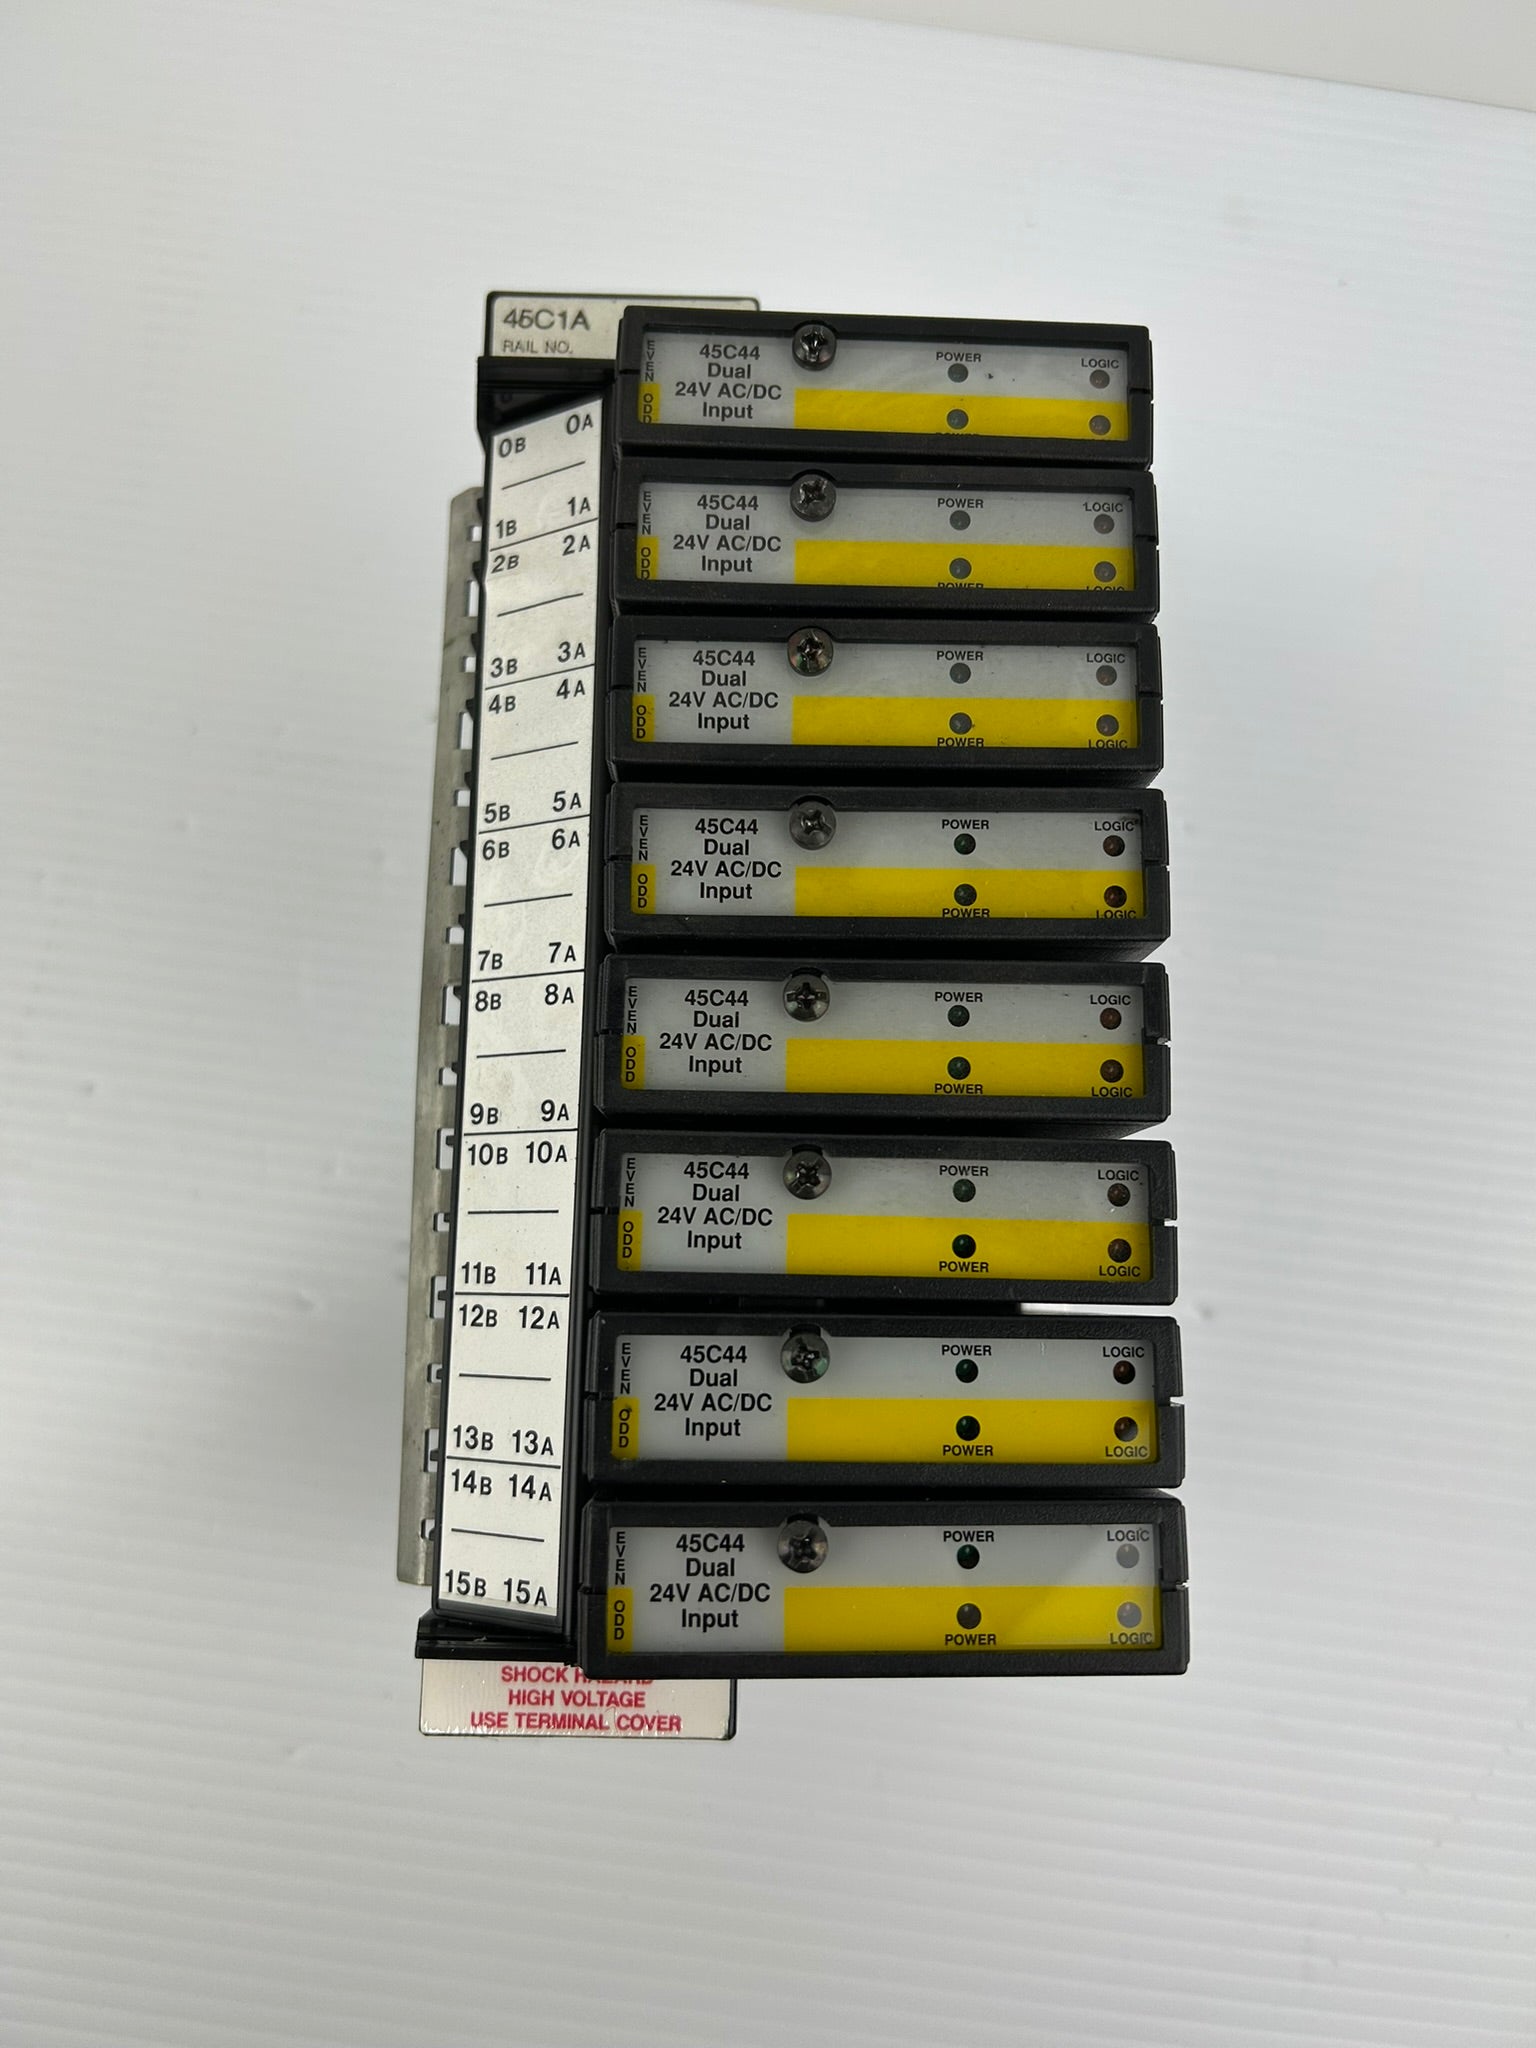 45C1A
RAIL NO.
0B 0A
1B 1A
2B 2A
3B 3A
4B 4A
5B 5A
6B 6A
7B 7A
8B 8A
9B 9A
10B 10A
11B 11A
12B 12A
13B 13A
14B 14A
15B 15A
SHOCK HAZARD
HIGH VOLTAGE
USE TERMINAL COVER
EVEN
ODD
45C44
Dual
24V AC/DC
Input
POWER LOGIC
POWER
EVEN
ODD
45C44
Dual
24V AC/DC
Input
POWER LOGIC
POWER LOGIC
EVEN
ODD
45C44
Dual
24V AC/DC
Input
POWER LOGIC
POWER LOGIC
EVEN
ODD
45C44
Dual
24V AC/DC
Input
POWER LOGIC
POWER LOGIC
EVEN
ODD
45C44
Dual
24V AC/DC
Input
POWER LOGIC
POWER LOGIC
EVEN
ODD
45C44
Dual
24V AC/DC
Input
POWER LOGIC
POWER LOGIC
EVEN
ODD
45C44
Dual
24V AC/DC
Input
POWER LOGIC
POWER LOGIC
EVEN
ODD
45C44
Dual
24V AC/DC
Input
POWER LOGIC
POWER LOGIC